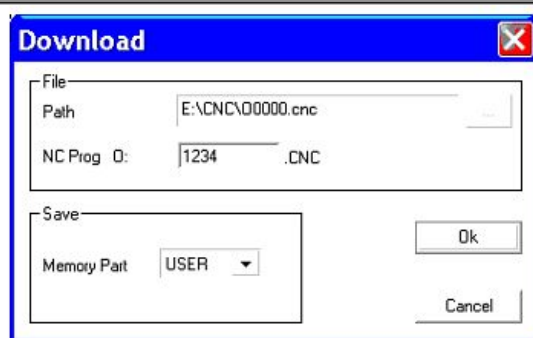 Download
File
Path E:\CNC\O0000.cnc ...
NC Prog O: 1234 .CNC
Save
Memory Part USER
Ok
Cancel